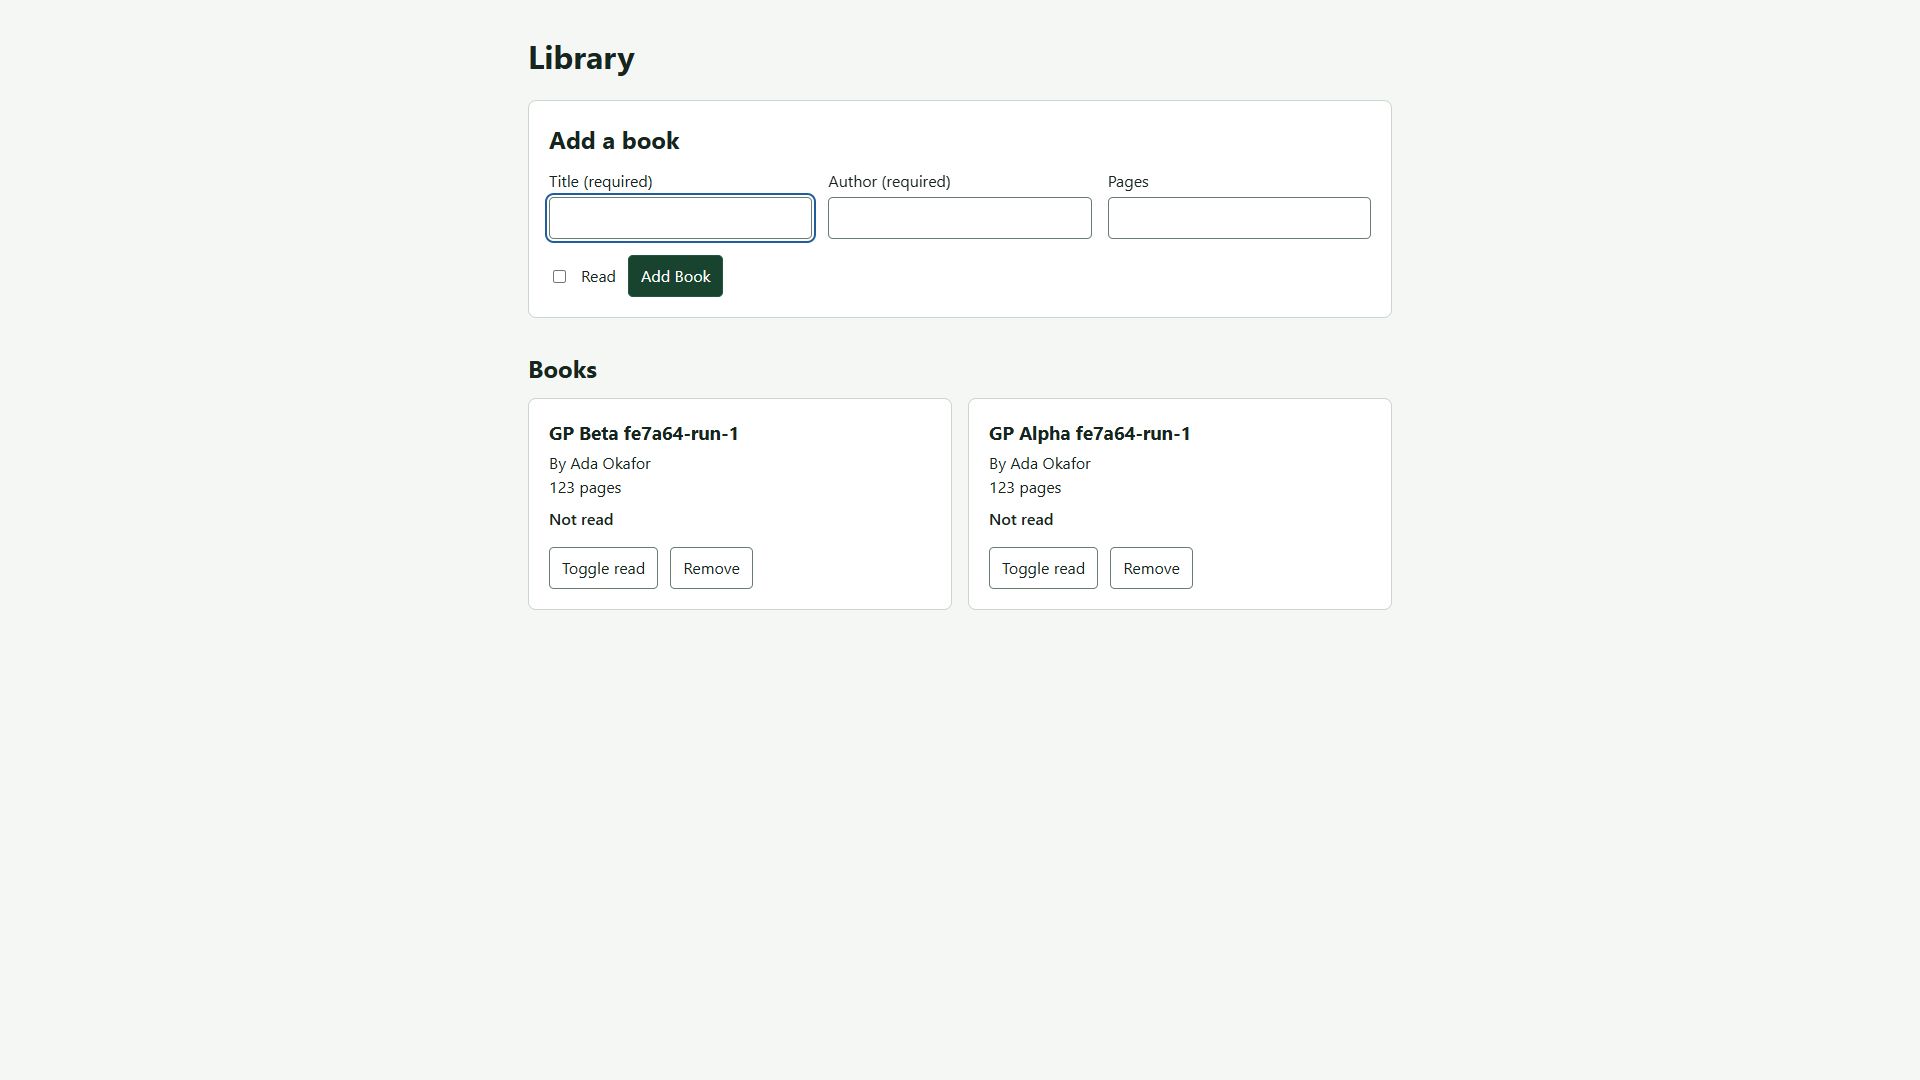 Library
Add a book
Title (required)
Author (required)
Pages
Read
Add Book
Books
GP Beta fe7a64-run-1
By Ada Okafor
123 pages
Not read
Toggle read
Remove
GP Alpha fe7a64-run-1
By Ada Okafor
123 pages
Not read
Toggle read
Remove